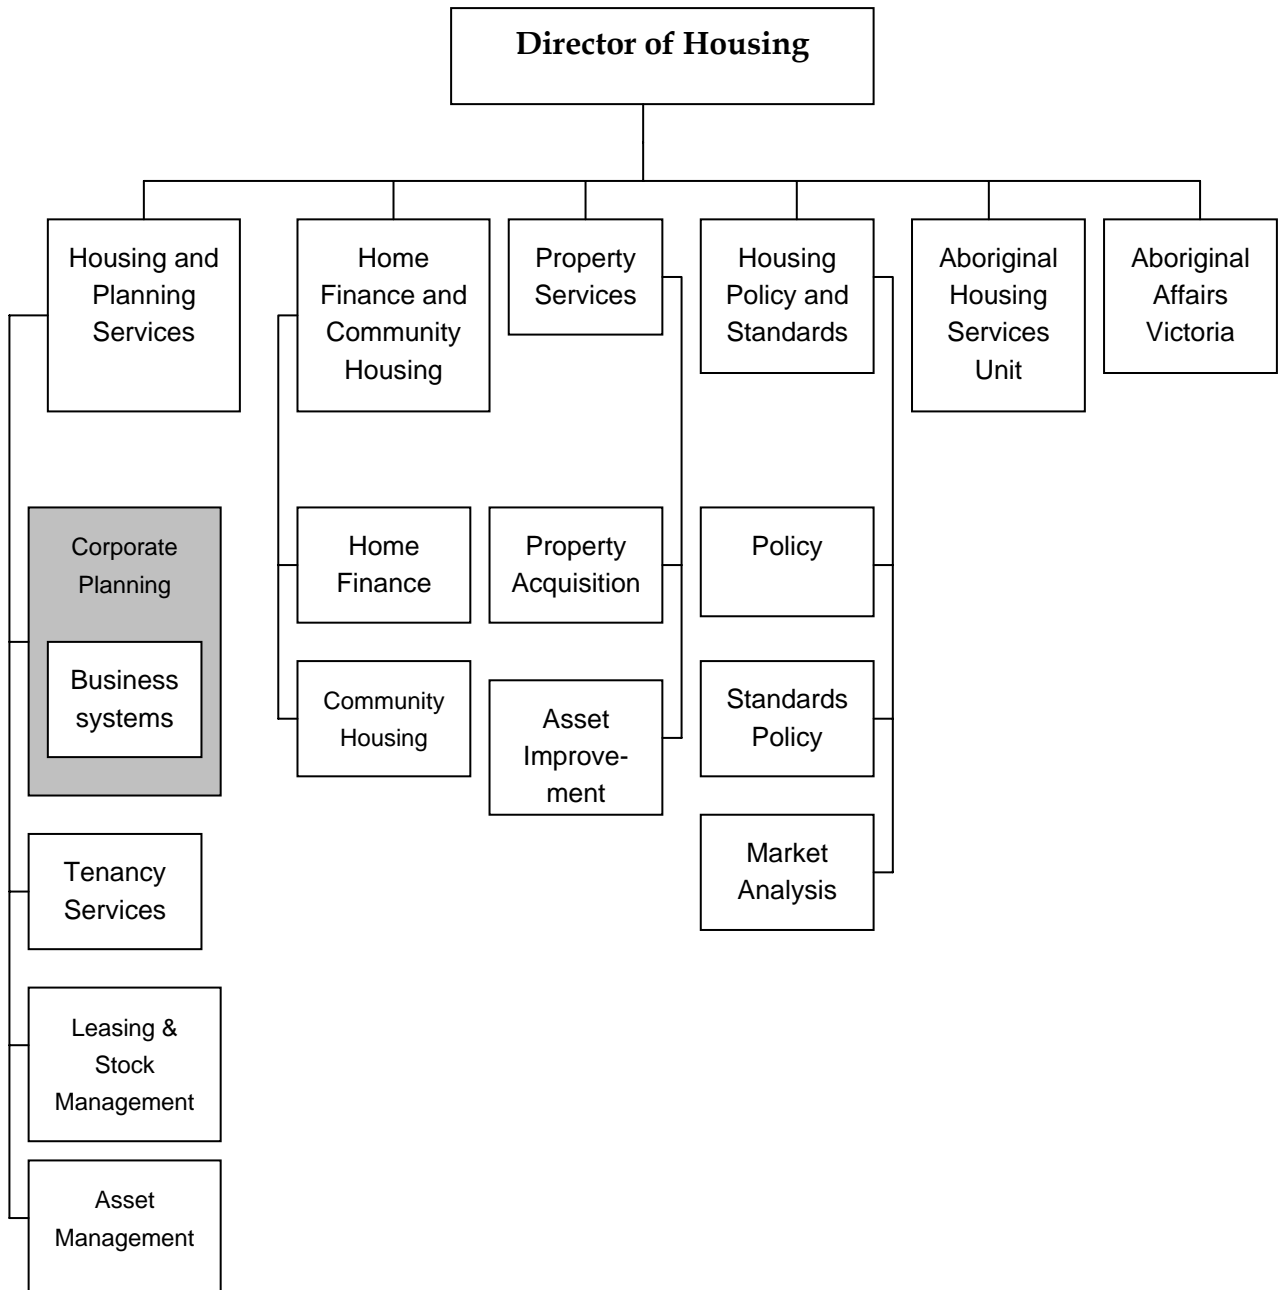 Director of Housing
Housing and
Planning
Services
Home
Finance and
Community
Housing
Property
Services
Housing
Policy and
Standards
Aboriginal
Housing
Services
Unit
Aboriginal
Affairs
Victoria
Corporate
Planning
Business
systems
Home
Finance
Property
Acquisition
Policy
Community
Housing
Asset
Improve-
ment
Standards
Policy
Market
Analysis
Tenancy
Services
Leasing &
Stock
Management
Asset
Management